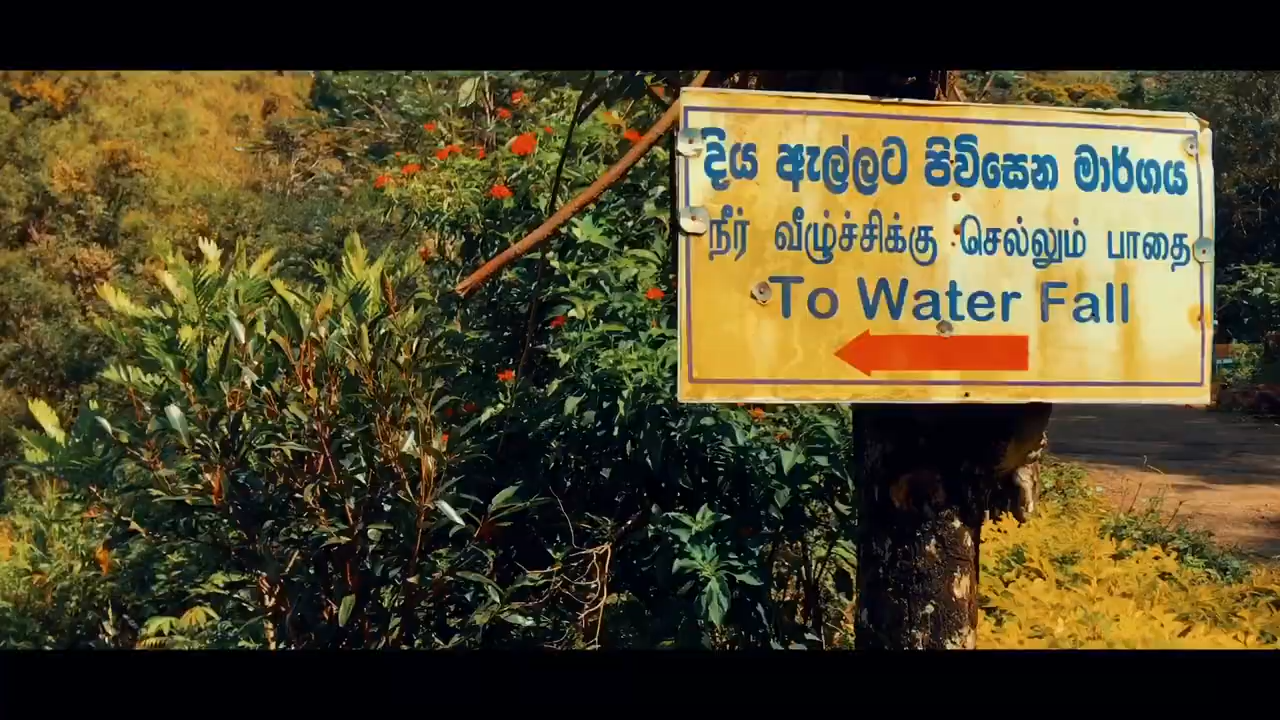 දිය ඇල්ලට පිවිසෙන මාර්ගය
நீர் வீழ்ச்சிக்கு செல்லும் பாதை
To Water Fall